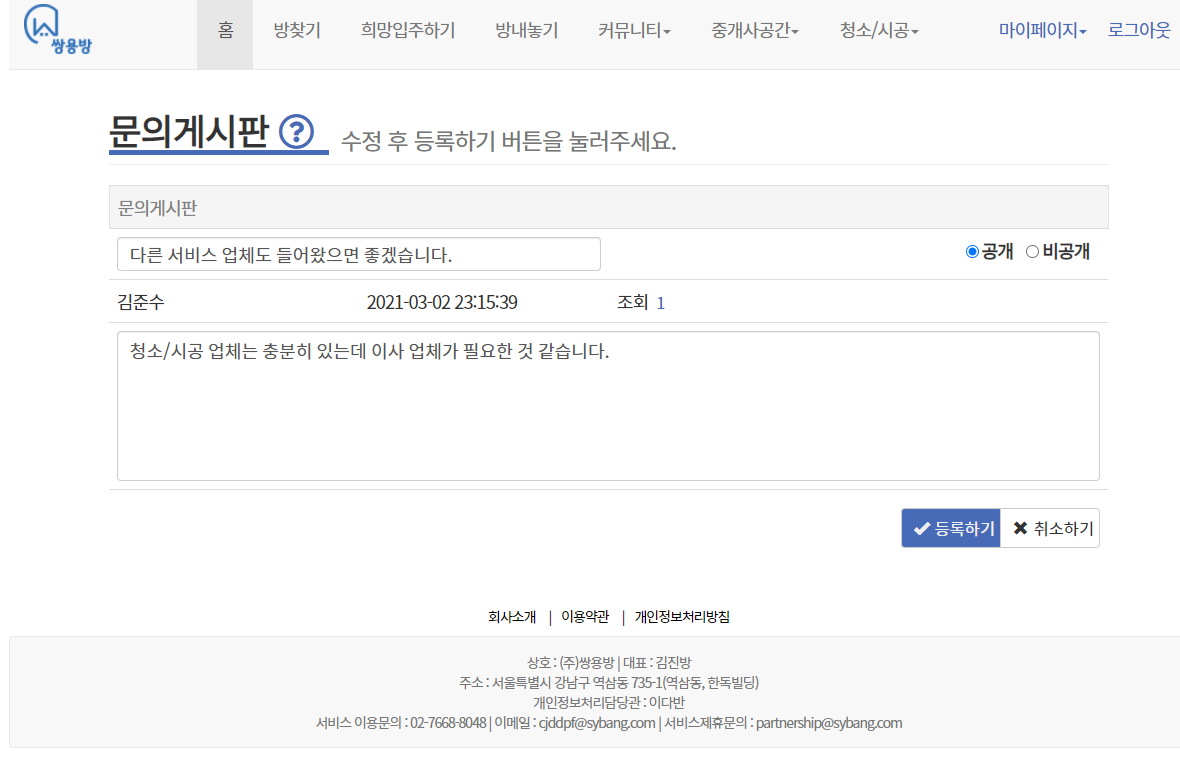 쌍용방
홈 방찾기 희망입주하기 방내놓기 커뮤니티 중개사공간 청소/시공 마이페이지 로그아웃
문의게시판 ? 수정 후 등록하기 버튼을 눌러주세요.
문의게시판
다른 서비스 업체도 들어왔으면 좋겠습니다. 공개 비공개
김준수 2021-03-02 23:15:39 조회 1
청소/시공 업체는 충분히 있는데 이사 업체가 필요한 것 같습니다.
등록하기 취소하기
회사소개 | 이용약관 | 개인정보처리방침
상호 : (주)쌍용방 | 대표 : 김진방
주소 : 서울특별시 강남구 역삼동 735-1(역삼동, 한독빌딩)
개인정보처리담당관 : 이다반
서비스 이용문의 : 02-7668-8048 | 이메일 : cjddpf@sybang.com | 서비스제휴문의 : partnership@sybang.com